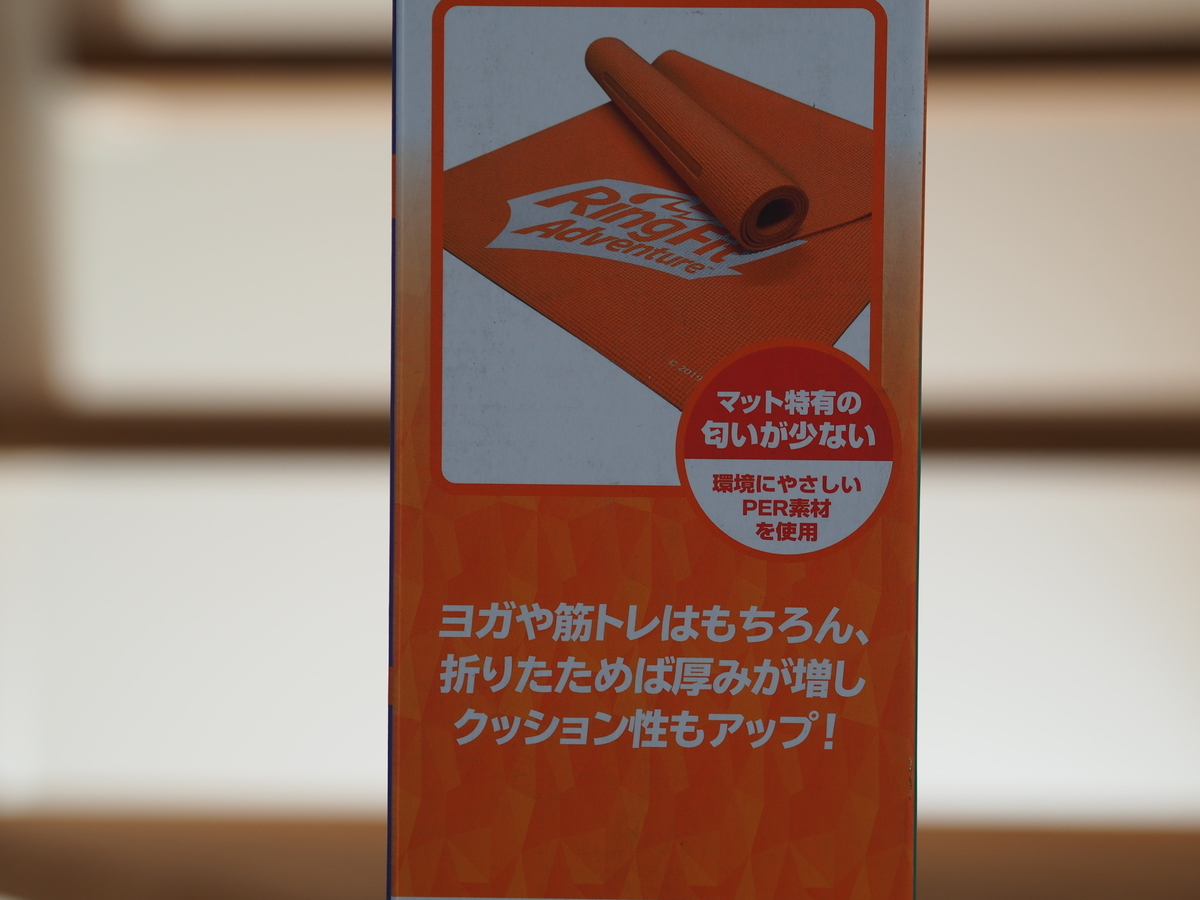 Ring Fit
Adventure
© 2019
マット特有の
匂いが少ない
環境にやさしい
PER素材
を使用
ヨガや筋トレはもちろん、
折りたためば厚みが増し
クッション性もアップ!